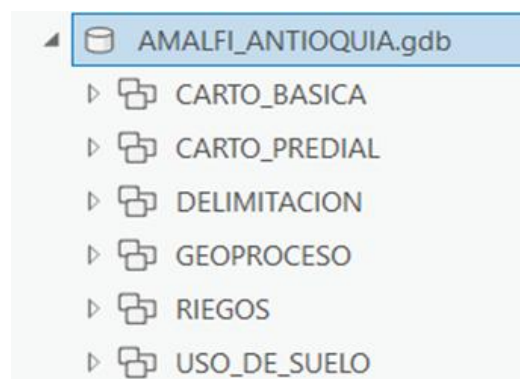 AMALFI_ANTIOQUIA.gdb
CARTO_BASICA
CARTO_PREDIAL
DELIMITACION
GEOPROCESO
RIEGOS
USO_DE_SUELO